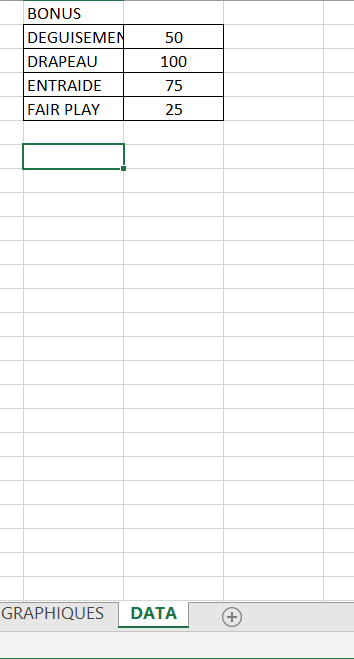 BONUS
DEGUISEMEN 50
DRAPEAU 100
ENTRAIDE 75
FAIR PLAY 25
GRAPHIQUES DATA